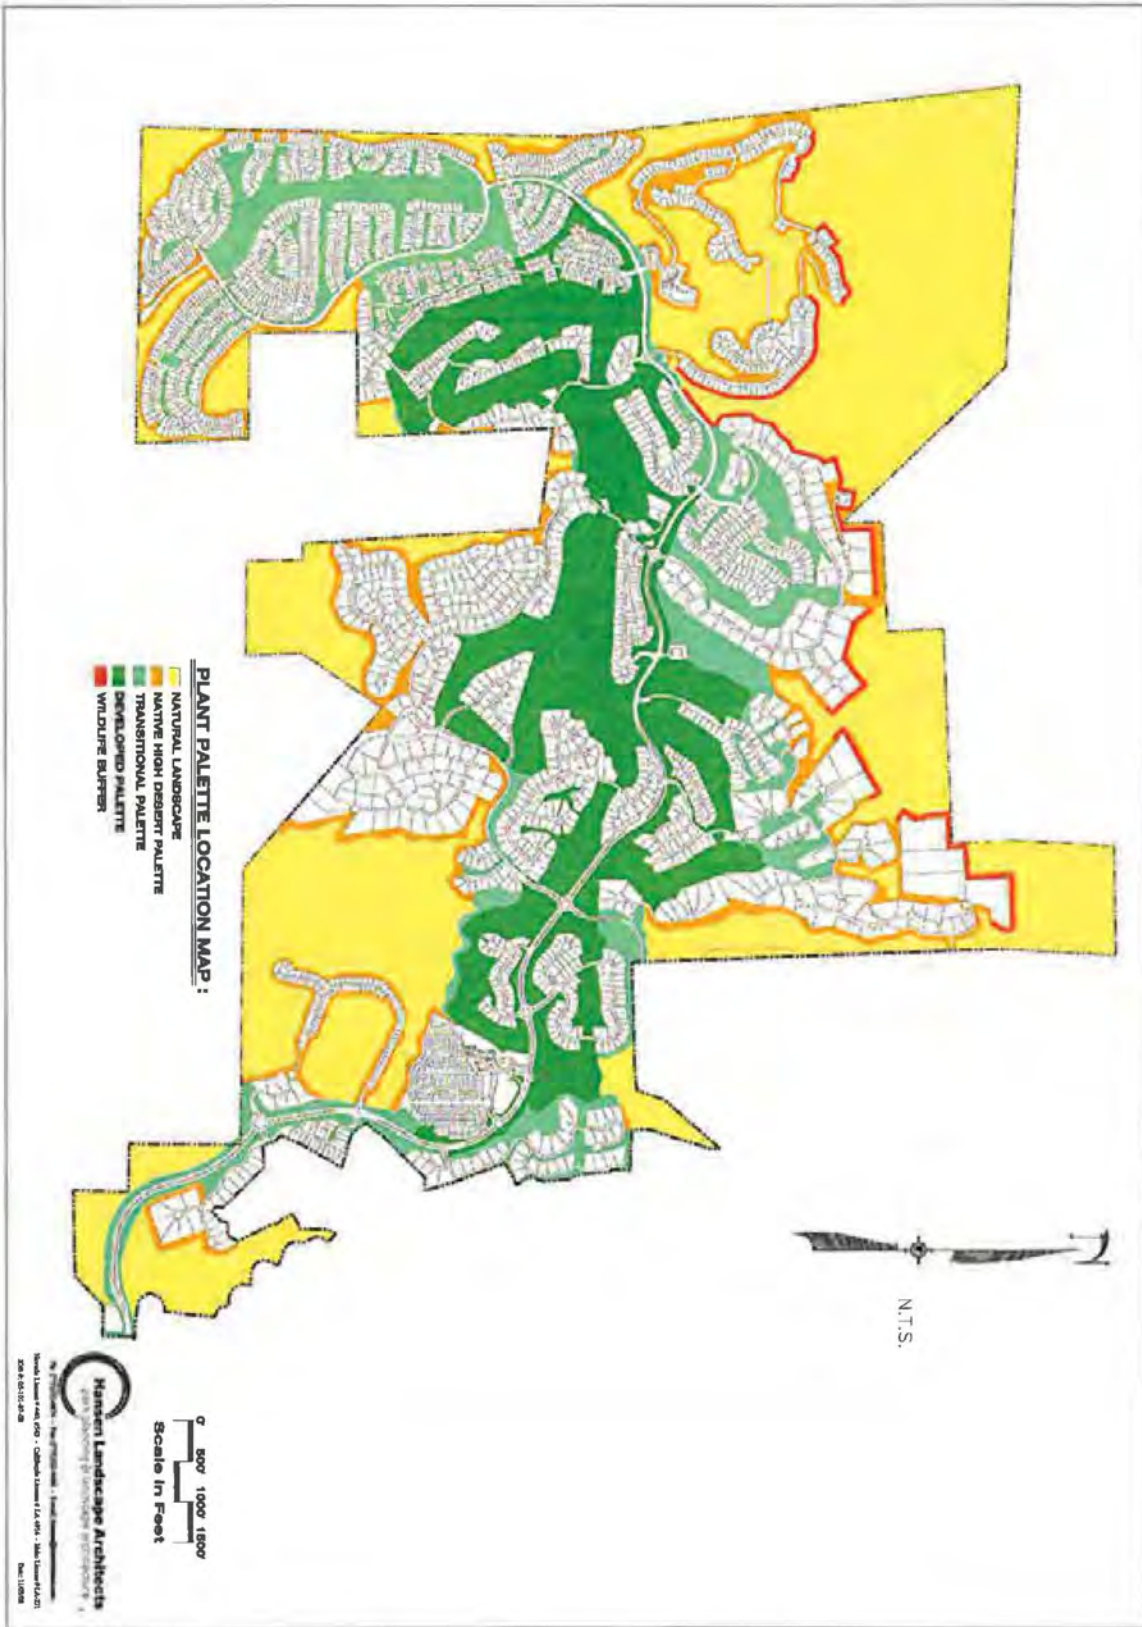 PLANT PALETTE LOCATION MAP :
NATURAL LANDSCAPE
NATIVE HIGH DESERT PALETTE
TRANSITIONAL PALETTE
DEVELOPED PALETTE
WILDLIFE BUFFER
N.T.S.
0' 500' 1000' 1500'
Scale in Feet
Hansen Landscape Architects